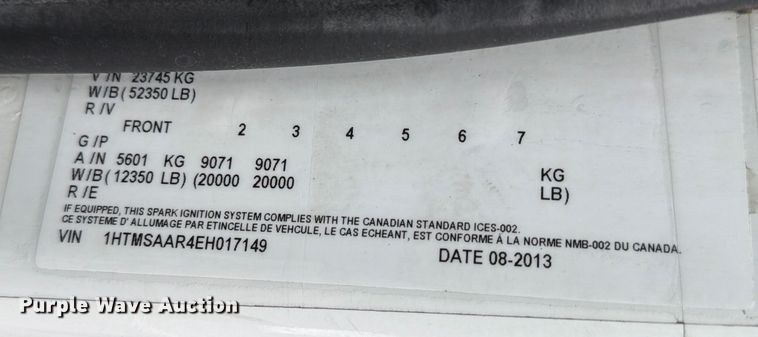 V /N 23745 KG
W/B( 52350 LB)
R /V
FRONT 2 3 4 5 6 7
G /P
A /N 5601 KG 9071 9071 KG
W/B( 12350 LB) (20000 20000 LB)
R /E
IF EQUIPPED, THIS SPARK IGNITION SYSTEM COMPLIES WITH THE CANADIAN STANDARD ICES-002.
CE SYSTEME D' ALLUMAGE PAR ETINCELLE DE VEHCULE, LE CAS ECHEANT, EST CONFORME À LA NORME NMB-002 DU CANADA.
VIN 1HTMSAAR4EH017149 DATE 08-2013
Purple Wave Auction